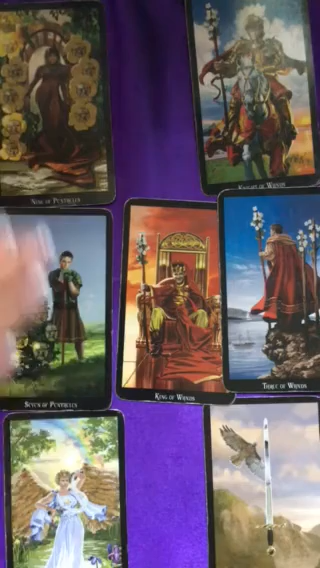 NINE OF PENTACLES
KNIGHT OF WANDS
SEVEN OF PENTACLES
KING OF WANDS
THREE OF WANDS